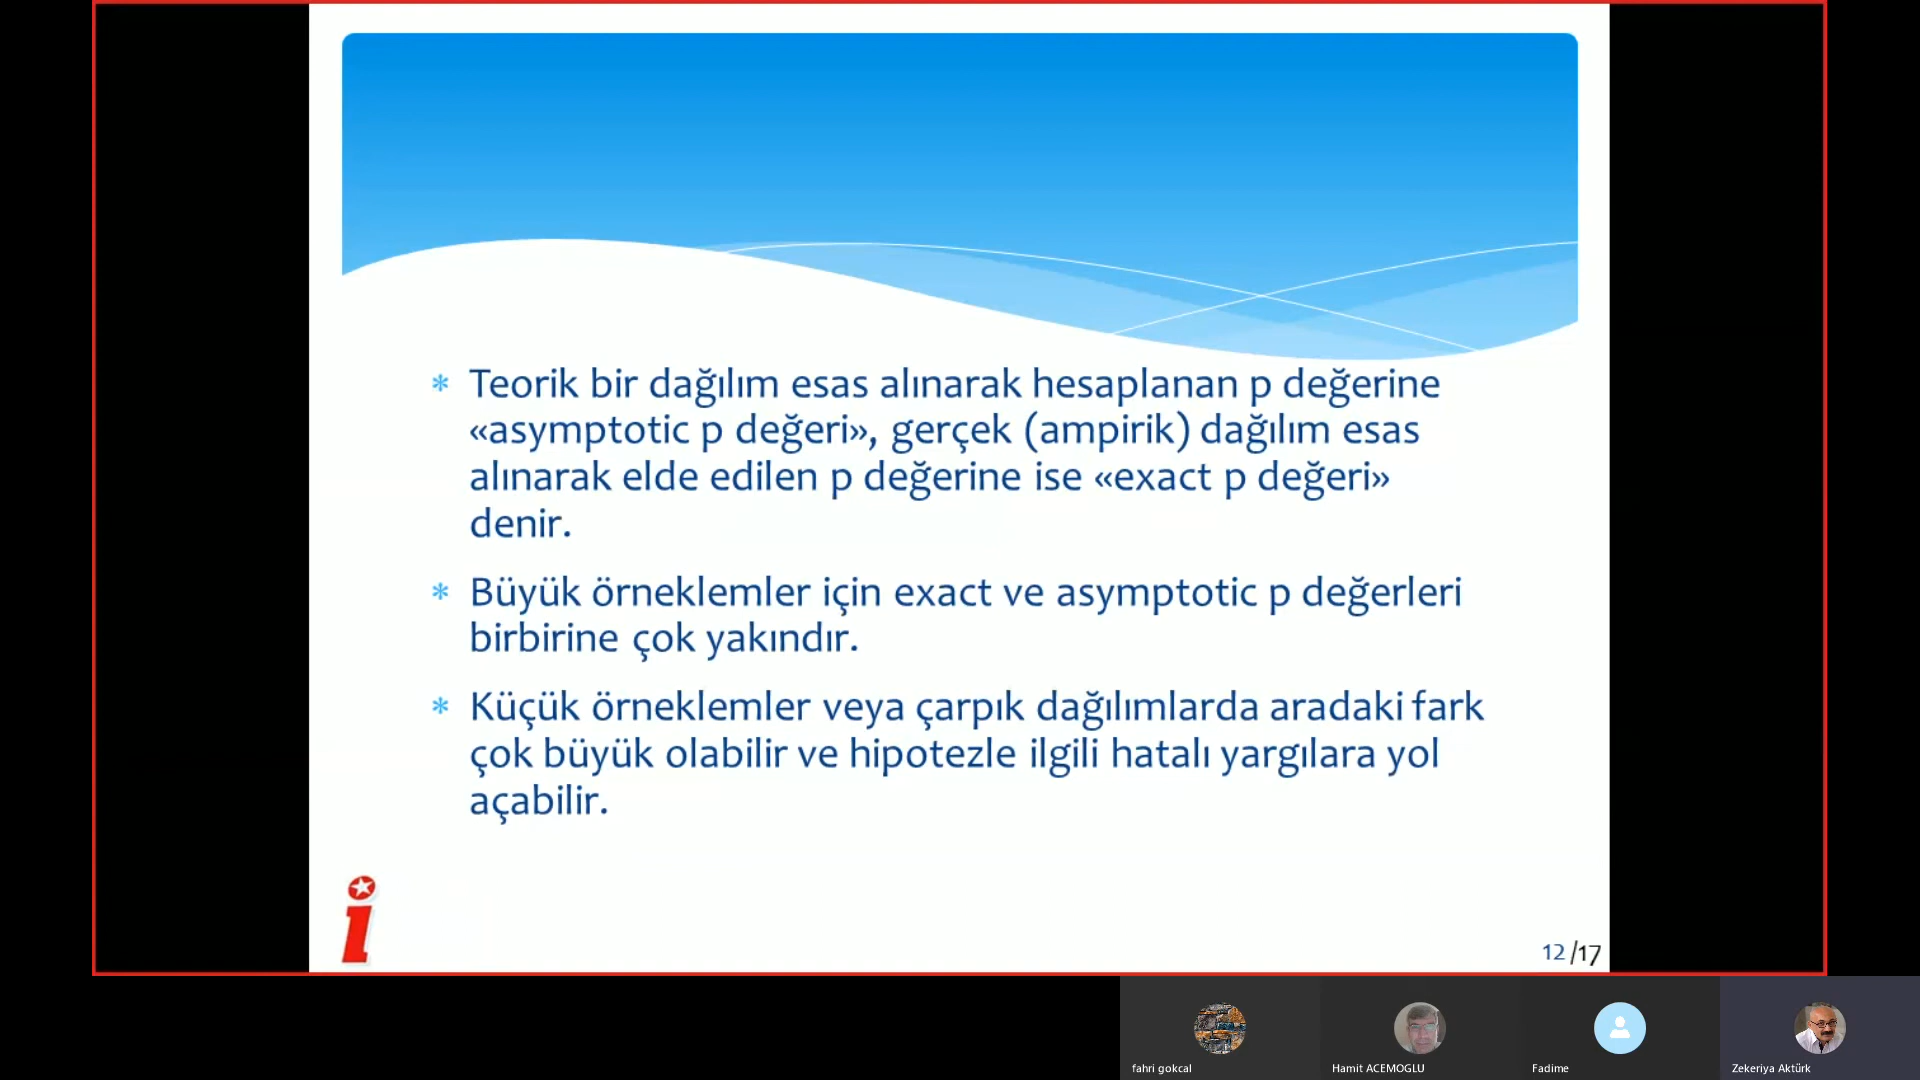 * Teorik bir dağılım esas alınarak hesaplanan p değerine
«asymptotic p değeri», gerçek (ampirik) dağılım esas
alınarak elde edilen p değerine ise «exact p değeri»
denir.
* Büyük örneklemler için exact ve asymptotic p değerleri
birbirine çok yakındır.
* Küçük örneklemler veya çarpık dağılımlarda aradaki fark
çok büyük olabilir ve hipotezle ilgili hatalı yargılara yol
açabilir.
i
12 /17
fahri gokcal
Hamit ACEMOGLU
Fadime
Zekeriya Aktürk